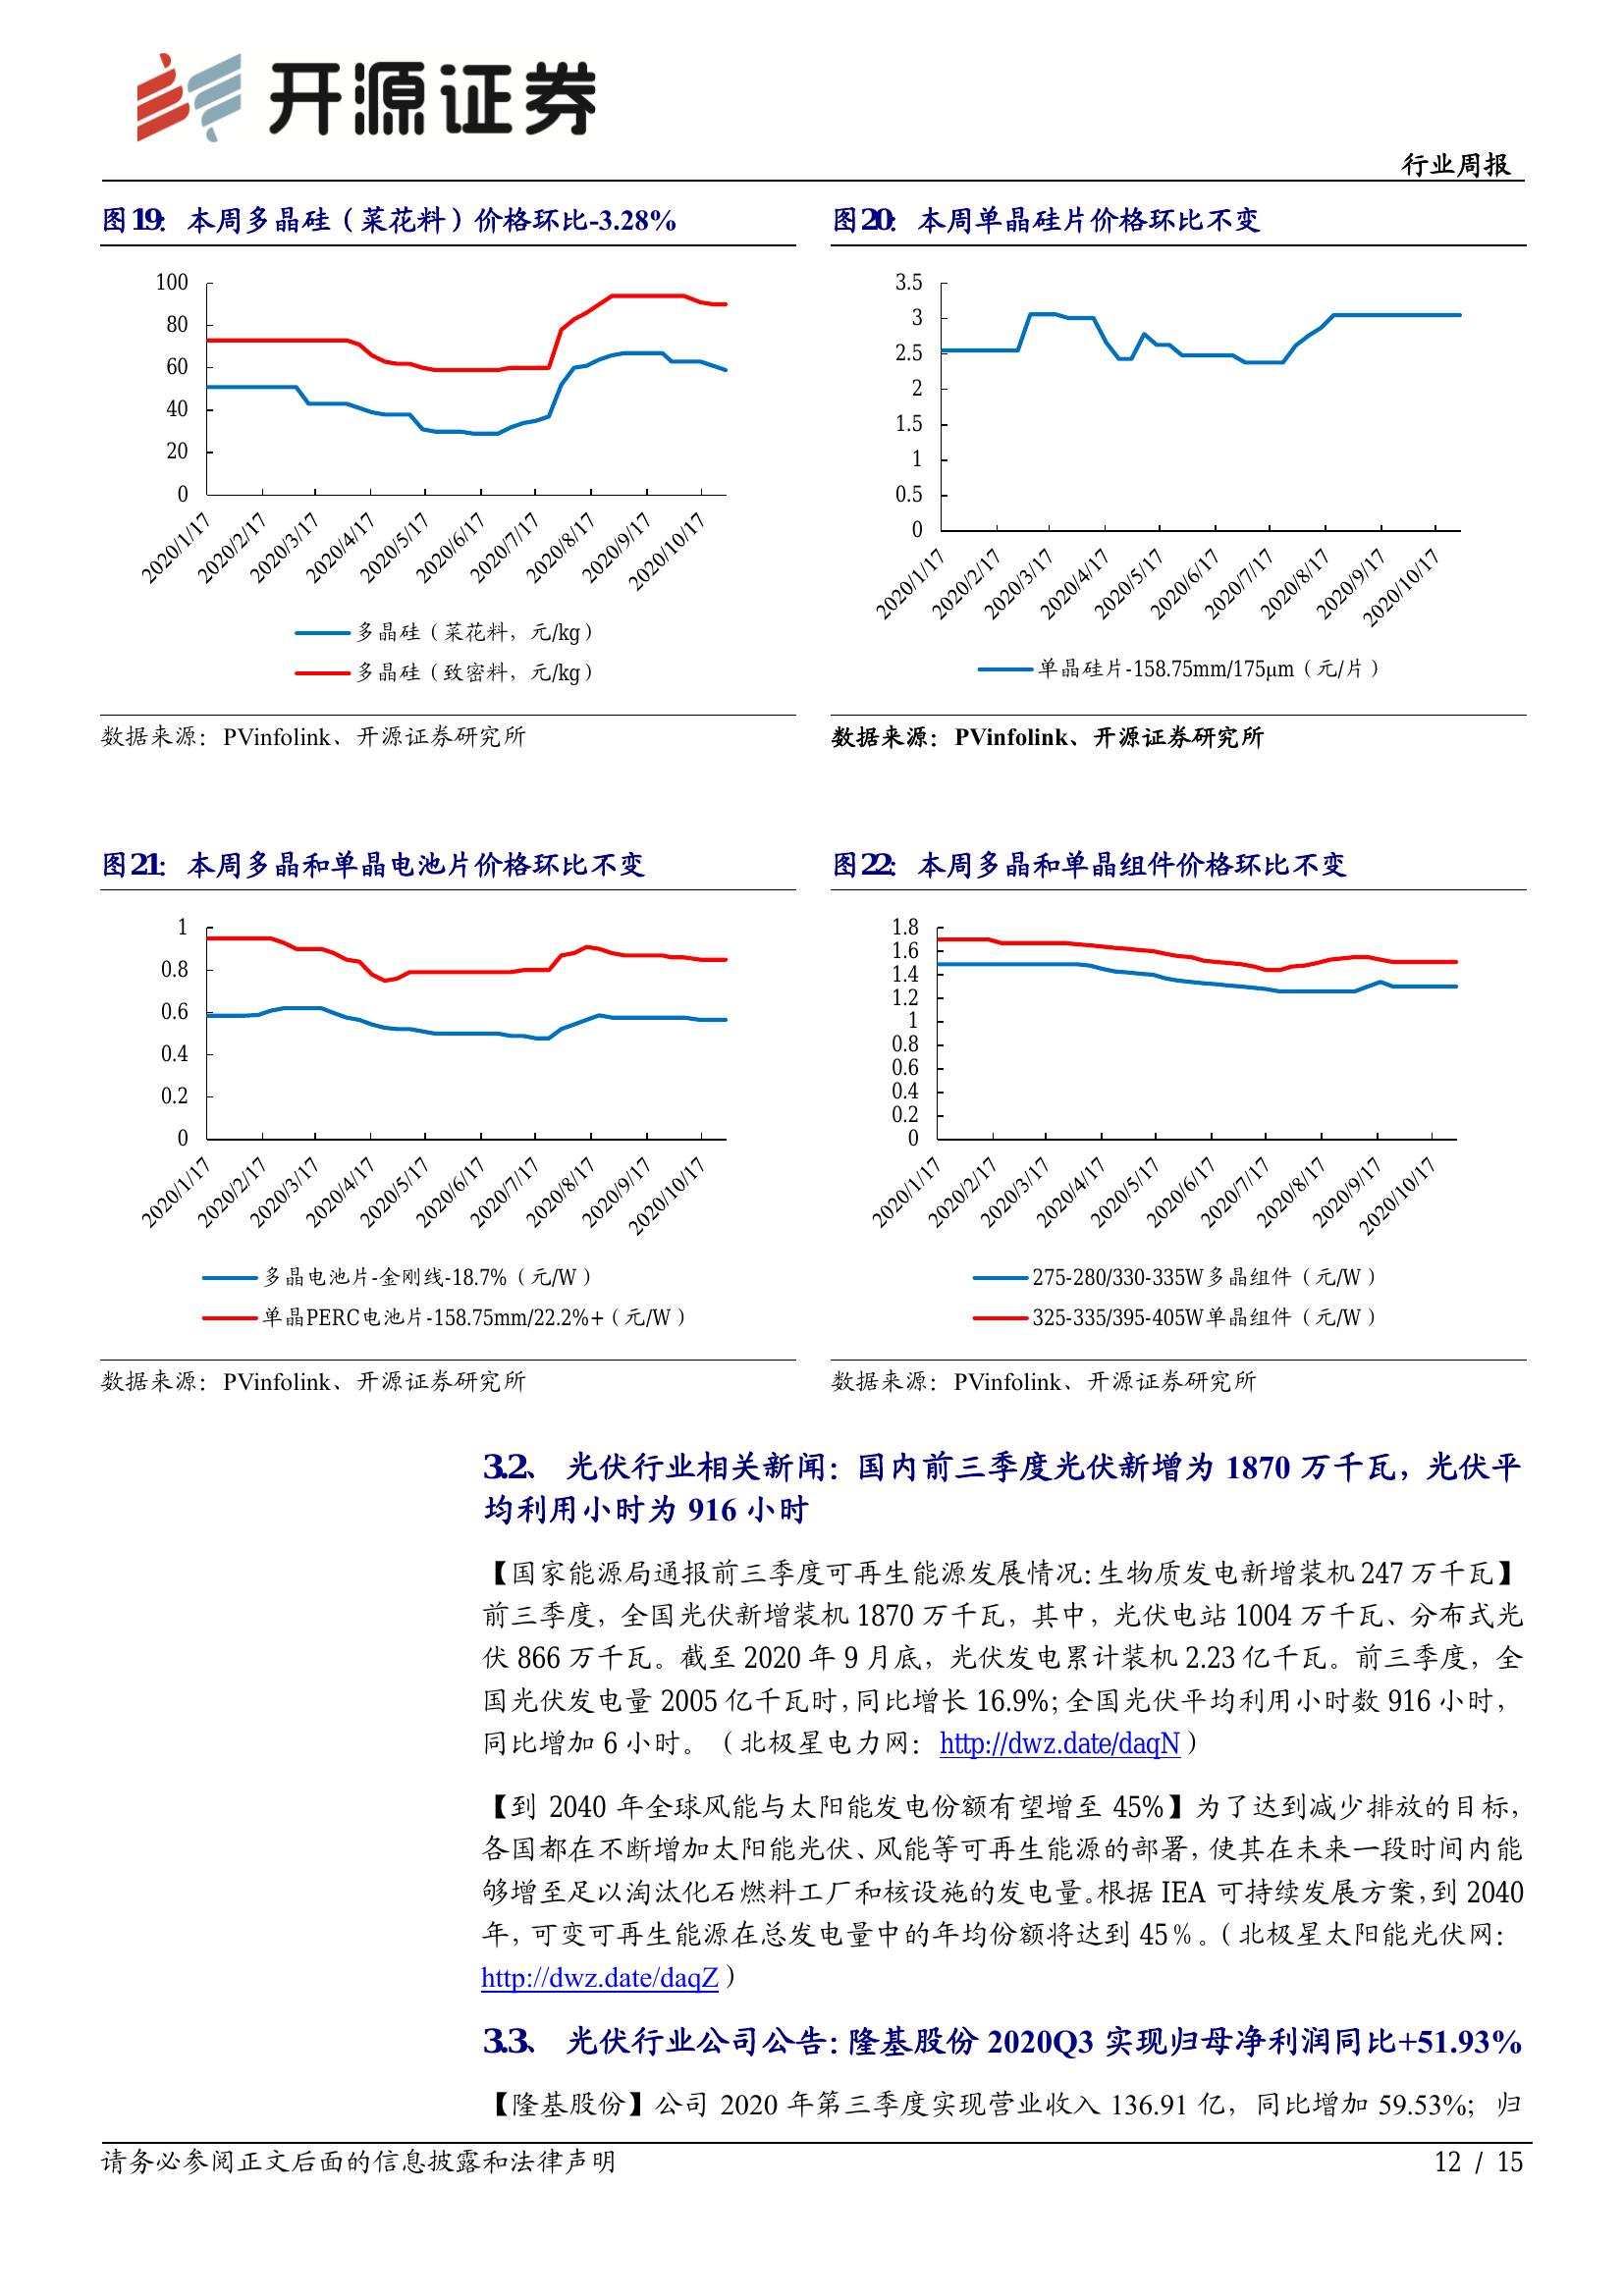 开源证券
行业周报
图19： 本周多晶硅（菜花料）价格环比-3.28%
100
80
60
40
20
0
2020/1/17
2020/2/17
2020/3/17
2020/4/17
2020/5/17
2020/6/17
2020/7/17
2020/8/17
2020/9/17
2020/10/17
多晶硅（菜花料，元/kg）
多晶硅（致密料，元/kg）
数据来源：PVinfolink、开源证券研究所
图20： 本周单晶硅片价格环比不变
3.5
3
2.5
2
1.5
1
0.5
0
2020/1/17
2020/2/17
2020/3/17
2020/4/17
2020/5/17
2020/6/17
2020/7/17
2020/8/17
2020/9/17
2020/10/17
单晶硅片-158.75mm/175μm（元/片）
数据来源：PVinfolink、开源证券研究所
图21： 本周多晶和单晶电池片价格环比不变
1
0.8
0.6
0.4
0.2
0
2020/1/17
2020/2/17
2020/3/17
2020/4/17
2020/5/17
2020/6/17
2020/7/17
2020/8/17
2020/9/17
2020/10/17
多晶电池片-金刚线-18.7%（元/W）
单晶PERC电池片-158.75mm/22.2%+（元/W）
数据来源：PVinfolink、开源证券研究所
图22： 本周多晶和单晶组件价格环比不变
1.8
1.6
1.4
1.2
1
0.8
0.6
0.4
0.2
0
2020/1/17
2020/2/17
2020/3/17
2020/4/17
2020/5/17
2020/6/17
2020/7/17
2020/8/17
2020/9/17
2020/10/17
275-280/330-335W多晶组件（元/W）
325-335/395-405W单晶组件（元/W）
数据来源：PVinfolink、开源证券研究所
3.2、 光伏行业相关新闻：国内前三季度光伏新增为 1870 万千瓦，光伏平
均利用小时为 916 小时
【国家能源局通报前三季度可再生能源发展情况：生物质发电新增装机 247 万千瓦】
前三季度，全国光伏新增装机 1870 万千瓦，其中，光伏电站 1004 万千瓦、分布式光
伏 866 万千瓦。截至 2020 年 9 月底，光伏发电累计装机 2.23 亿千瓦。前三季度，全
国光伏发电量 2005 亿千瓦时，同比增长 16.9%；全国光伏平均利用小时数 916 小时，
同比增加 6 小时。（北极星电力网：http://dwz.date/daqN）
【到 2040 年全球风能与太阳能发电份额有望增至 45%】为了达到减少排放的目标，
各国都在不断增加太阳能光伏、风能等可再生能源的部署，使其在未来一段时间内能
够增至足以淘汰化石燃料工厂和核设施的发电量。根据 IEA 可持续发展方案，到 2040
年，可变可再生能源在总发电量中的年均份额将达到 45％。（北极星太阳能光伏网：
http://dwz.date/daqZ）
3.3、 光伏行业公司公告：隆基股份 2020Q3 实现归母净利润同比+51.93%
【隆基股份】公司 2020 年第三季度实现营业收入 136.91 亿，同比增加 59.53%；归
请务必参阅正文后面的信息披露和法律声明
12 / 15